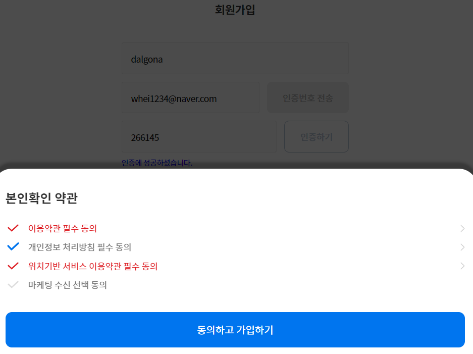 회원가입
dalgona
whei1234@naver.com
인증번호 전송
266145
인증하기
인증에 성공하셨습니다.
본인확인 약관
이용약관 필수 동의
개인정보 처리방침 필수 동의
위치기반 서비스 이용약관 필수 동의
마케팅 수신 선택 동의
동의하고 가입하기